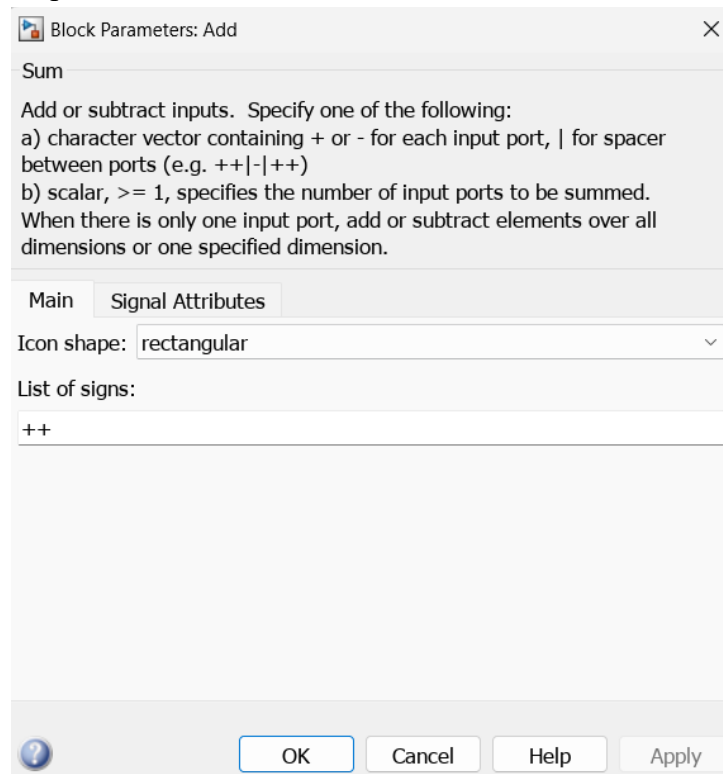 Block Parameters: Add
Sum
Add or subtract inputs.  Specify one of the following:
a) character vector containing + or - for each input port, | for spacer
between ports (e.g. ++|-|++)
b) scalar, >= 1, specifies the number of input ports to be summed.
When there is only one input port, add or subtract elements over all
dimensions or one specified dimension.
Main Signal Attributes
Icon shape: rectangular
List of signs:
++
OK Cancel Help Apply